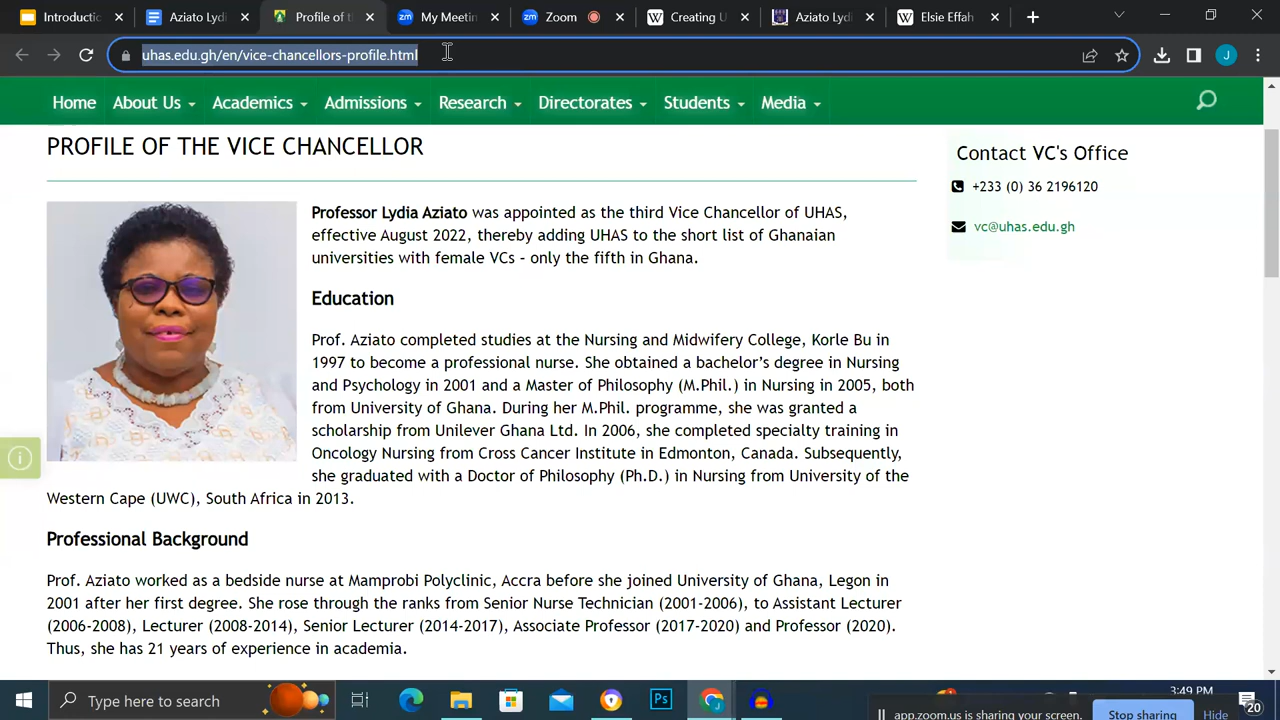 Introductic
Aziato Lydi
Profile of t
My Meetin
Zoom
Creating U
Aziato Lydi
Elsie Effah
uhas.edu.gh/en/vice-chancellors-profile.html
Home About Us Academics Admissions Research Directorates Students Media
PROFILE OF THE VICE CHANCELLOR
Professor Lydia Aziato was appointed as the third Vice Chancellor of UHAS,
effective August 2022, thereby adding UHAS to the short list of Ghanaian
universities with female VCs – only the fifth in Ghana.
Education
Prof. Aziato completed studies at the Nursing and Midwifery College, Korle Bu in
1997 to become a professional nurse. She obtained a bachelor's degree in Nursing
and Psychology in 2001 and a Master of Philosophy (M.Phil.) in Nursing in 2005, both
from University of Ghana. During her M.Phil. programme, she was granted a
scholarship from Unilever Ghana Ltd. In 2006, she completed specialty training in
Oncology Nursing from Cross Cancer Institute in Edmonton, Canada. Subsequently,
she graduated with a Doctor of Philosophy (Ph.D.) in Nursing from University of the
Western Cape (UWC), South Africa in 2013.
Professional Background
Prof. Aziato worked as a bedside nurse at Mamprobi Polyclinic, Accra before she joined University of Ghana, Legon in
2001 after her first degree. She rose through the ranks from Senior Nurse Technician (2001-2006), to Assistant Lecturer
(2006-2008), Lecturer (2008-2014), Senior Lecturer (2014-2017), Associate Professor (2017-2020) and Professor (2020).
Thus, she has 21 years of experience in academia.
Contact VC's Office
+233 (0) 36 2196120
vc@uhas.edu.gh
Type here to search
3:49 PM
20
app.zoom.us is sharing your screen.
Stop sharing
Hide